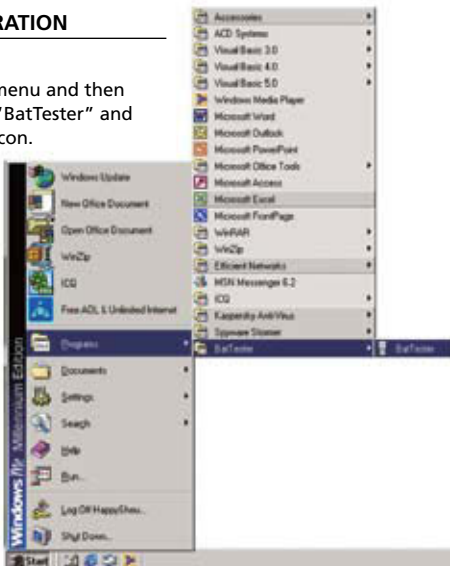 RATION
menu and then
"BatTester" and
con.
Accessories
ACD Systems
Visual Basic 3.0
Visual Basic 4.0
Visual Basic 5.0
Windows Media Player
Microsoft Word
Microsoft Outlook
Microsoft PowerPoint
Microsoft Office Tools
Microsoft Access
Microsoft Excel
Microsoft FrontPage
WinRAR
WinZip
Efficient Networks
MSN Messenger 6.2
ICQ
Kaspersky Anti-Virus
Spyware Stormer
BatTester
BatTester
Windows Update
New Office Document
Open Office Document
WinZip
ICQ
Free AOL & Unlimited Internet
Programs
Documents
Settings
Search
Help
Run...
Log Off HappySheu...
Shut Down...
Windows Me Millennium Edition
Start